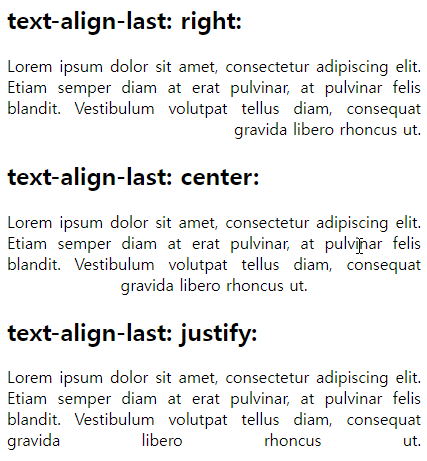 text-align-last: right:
Lorem ipsum dolor sit amet, consectetur adipiscing elit.
Etiam semper diam at erat pulvinar, at pulvinar felis
blandit. Vestibulum volutpat tellus diam, consequat
gravida libero rhoncus ut.
text-align-last: center:
Lorem ipsum dolor sit amet, consectetur adipiscing elit.
Etiam semper diam at erat pulvinar, at pulvinar felis
blandit. Vestibulum volutpat tellus diam, consequat
gravida libero rhoncus ut.
text-align-last: justify:
Lorem ipsum dolor sit amet, consectetur adipiscing elit.
Etiam semper diam at erat pulvinar, at pulvinar felis
blandit. Vestibulum volutpat tellus diam, consequat
gravida libero rhoncus ut.